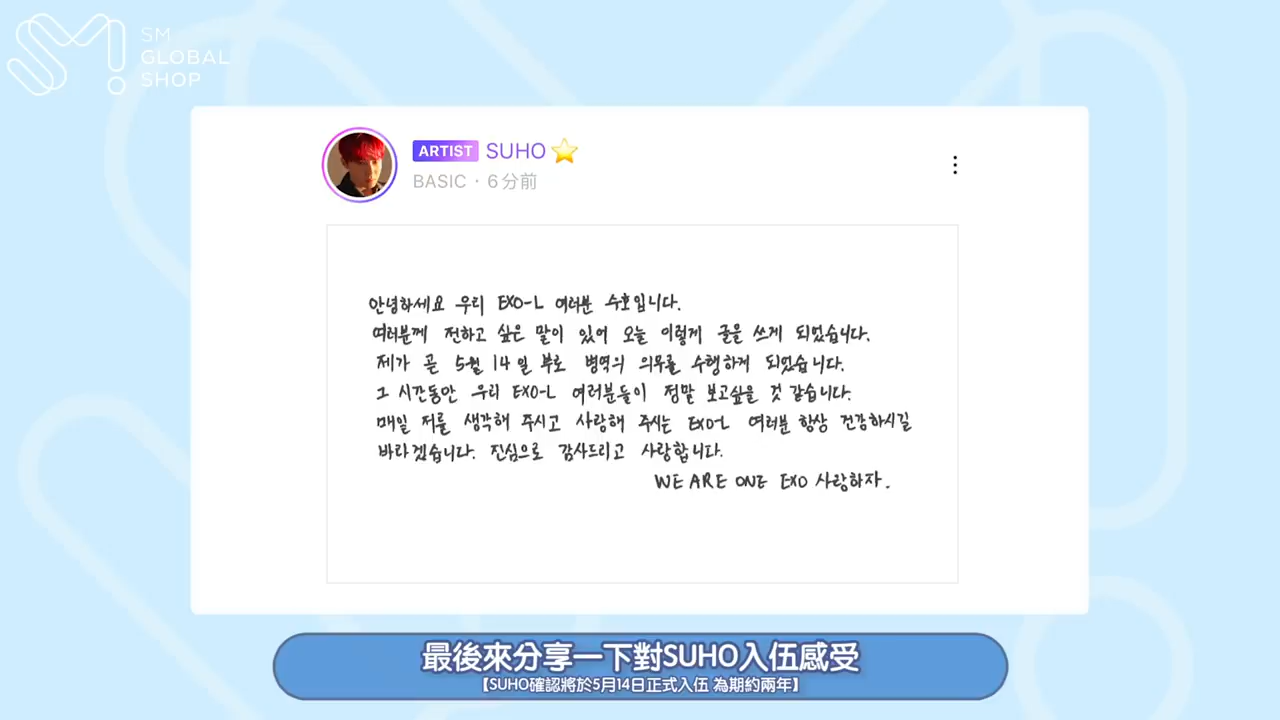 SM
GLOBAL
SHOP
ARTIST SUHO⭐
BASIC · 6分前
안녕하세요 우리 EXO-L 여러분 수호입니다.
여러분께 전하고 싶은 말이 있어 오늘 이렇게 글을 쓰게 되었습니다.
제가 곧 5월 14일 부로 병역의 의무를 수행하게 되었습니다.
그 시간동안 우리 EXO-L 여러분들이 정말 보고싶을 것 같습니다.
매일 저를 생각해 주시고 사랑해 주시는 EXO-L 여러분 항상 건강하시길
바라겠습니다. 진심으로 감사드리고 사랑합니다.
WE ARE ONE EXO 사랑하자.
最後來分享一下對SUHO入伍感受
【SUHO確認將於5月14日正式入伍 為期約兩年】